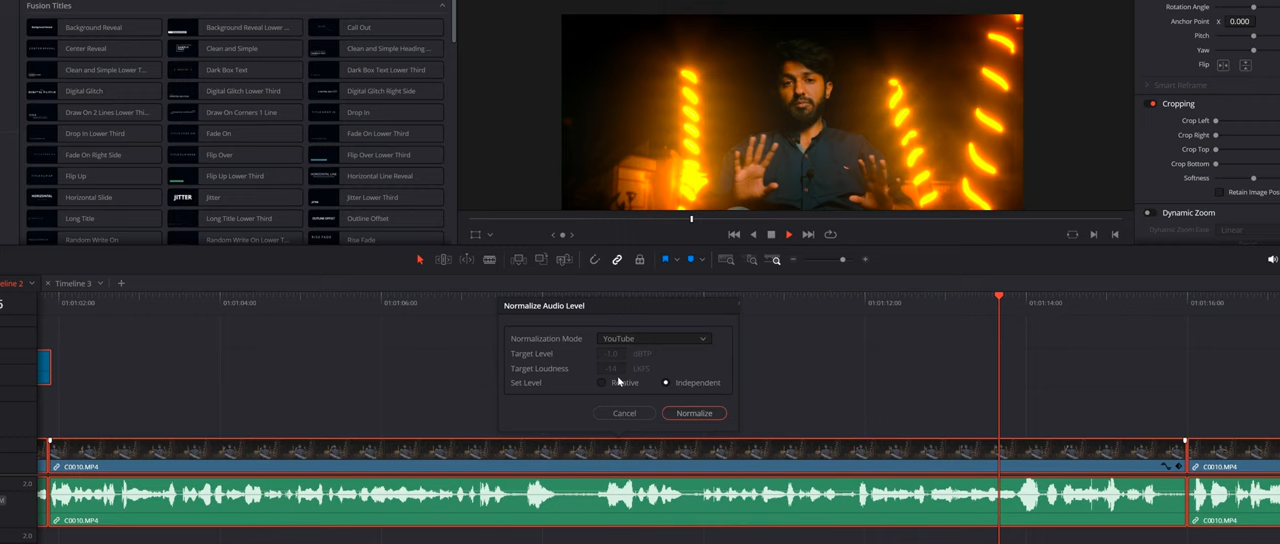 Fusion Titles
Background Reveal
Background Reveal Lower ...
Call Out
Center Reveal
Clean and Simple
Clean and Simple Heading ...
Clean and Simple Lower T...
Dark Box Text
Dark Box Text Lower Third
Digital Glitch
Digital Glitch Lower Third
Digital Glitch Right Side
Draw On 2 Lines Lower Thi...
Draw On Corners 1 Line
Drop In
Drop In Lower Third
Fade On
Fade On Lower Third
Fade On Right Side
Flip Over
Flip Over Lower Third
Flip Up
Flip Up Lower Third
Horizontal Line Reveal
HORIZONTAL
Horizontal Slide
JITTER
Jitter
Jitter Lower Third
Long Title
Long Title Lower Third
Outline Offset
Random Write On
Random Write On Lower T...
RISE FADE
Rise Fade
Rotation Angle
Anchor Point X 0.000
Pitch
Yaw
Flip
Smart Reframe
Cropping
Crop Left
Crop Right
Crop Top
Crop Bottom
Softness
Retain Image Pos
Dynamic Zoom
Dynamic Zoom Ease Linear
eline 2
Timeline 3
01:01:02:00
01:01:04:00
01:01:06:00
01:01:12:00
01:01:14:00
01:01:16:00
Normalize Audio Level
Normalization Mode YouTube
Target Level -1.0 dBTP
Target Loudness -14 LKFS
Set Level Relative Independent
Cancel Normalize
C0010.MP4
C0010.MP4
2.0
M
C0010.MP4
C0010.MP4
2.0